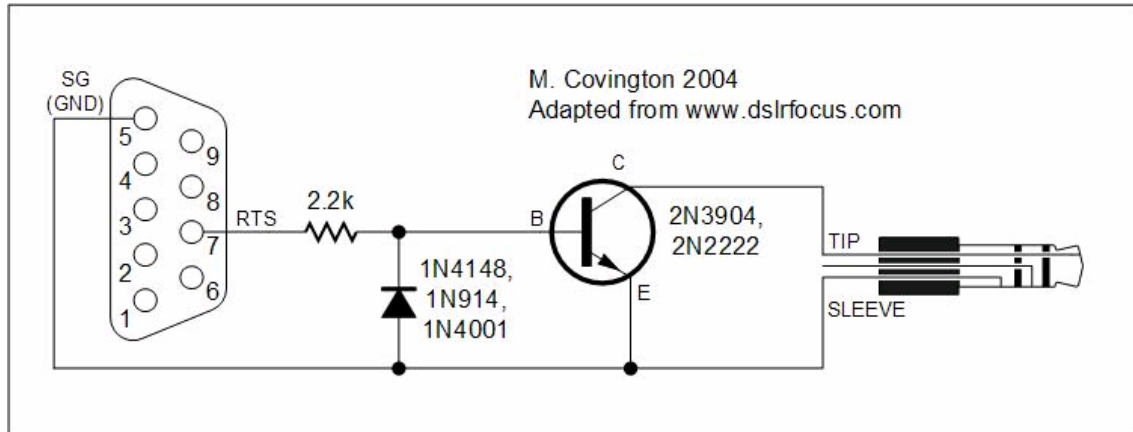 M. Covington 2004
Adapted from www.dslrfocus.com
SG
(GND)
5
9
4
8
3
7
2
6
1
RTS
2.2k
1N4148,
1N914,
1N4001
B
C
E
2N3904,
2N2222
TIP
SLEEVE